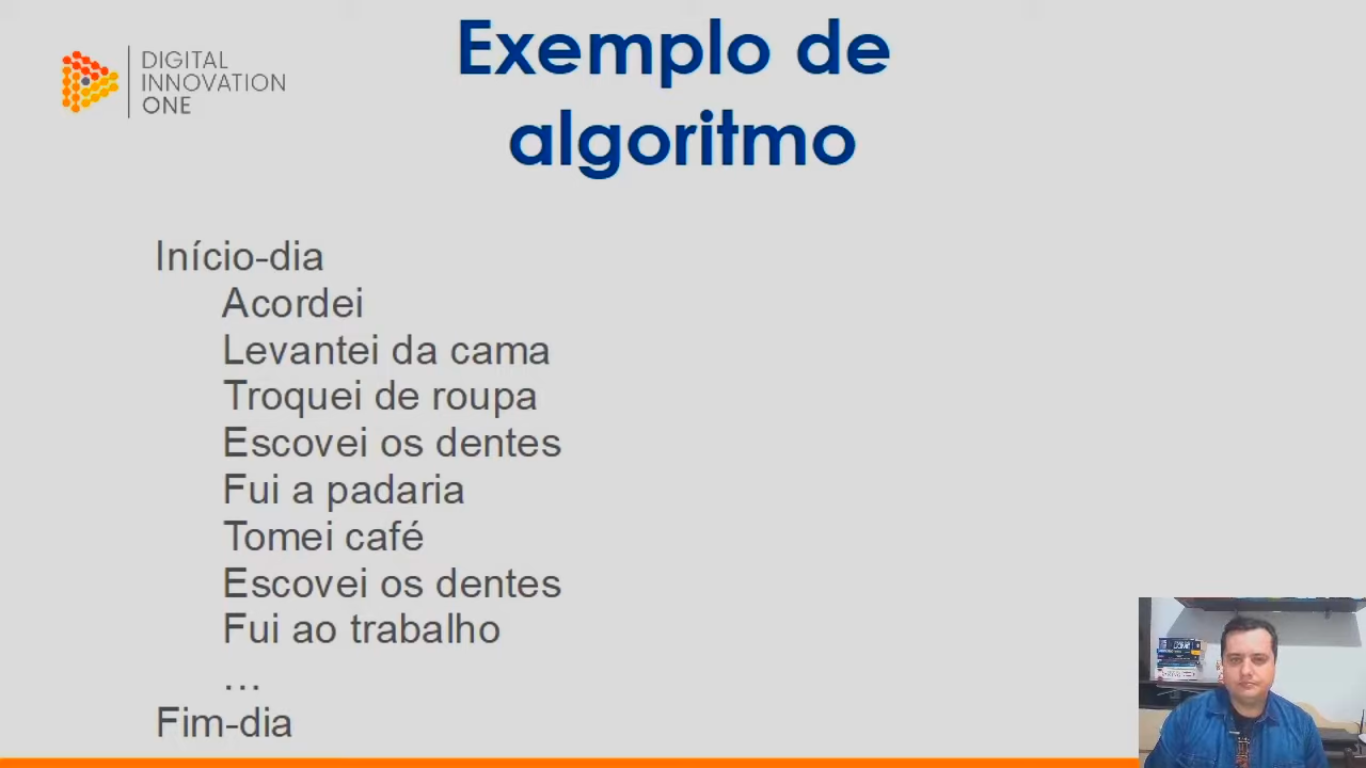 DIGITAL
INNOVATION
ONE
Exemplo de
algoritmo
Início-dia
Acordei
Levantei da cama
Troquei de roupa
Escovei os dentes
Fui a padaria
Tomei café
Escovei os dentes
Fui ao trabalho
...
Fim-dia